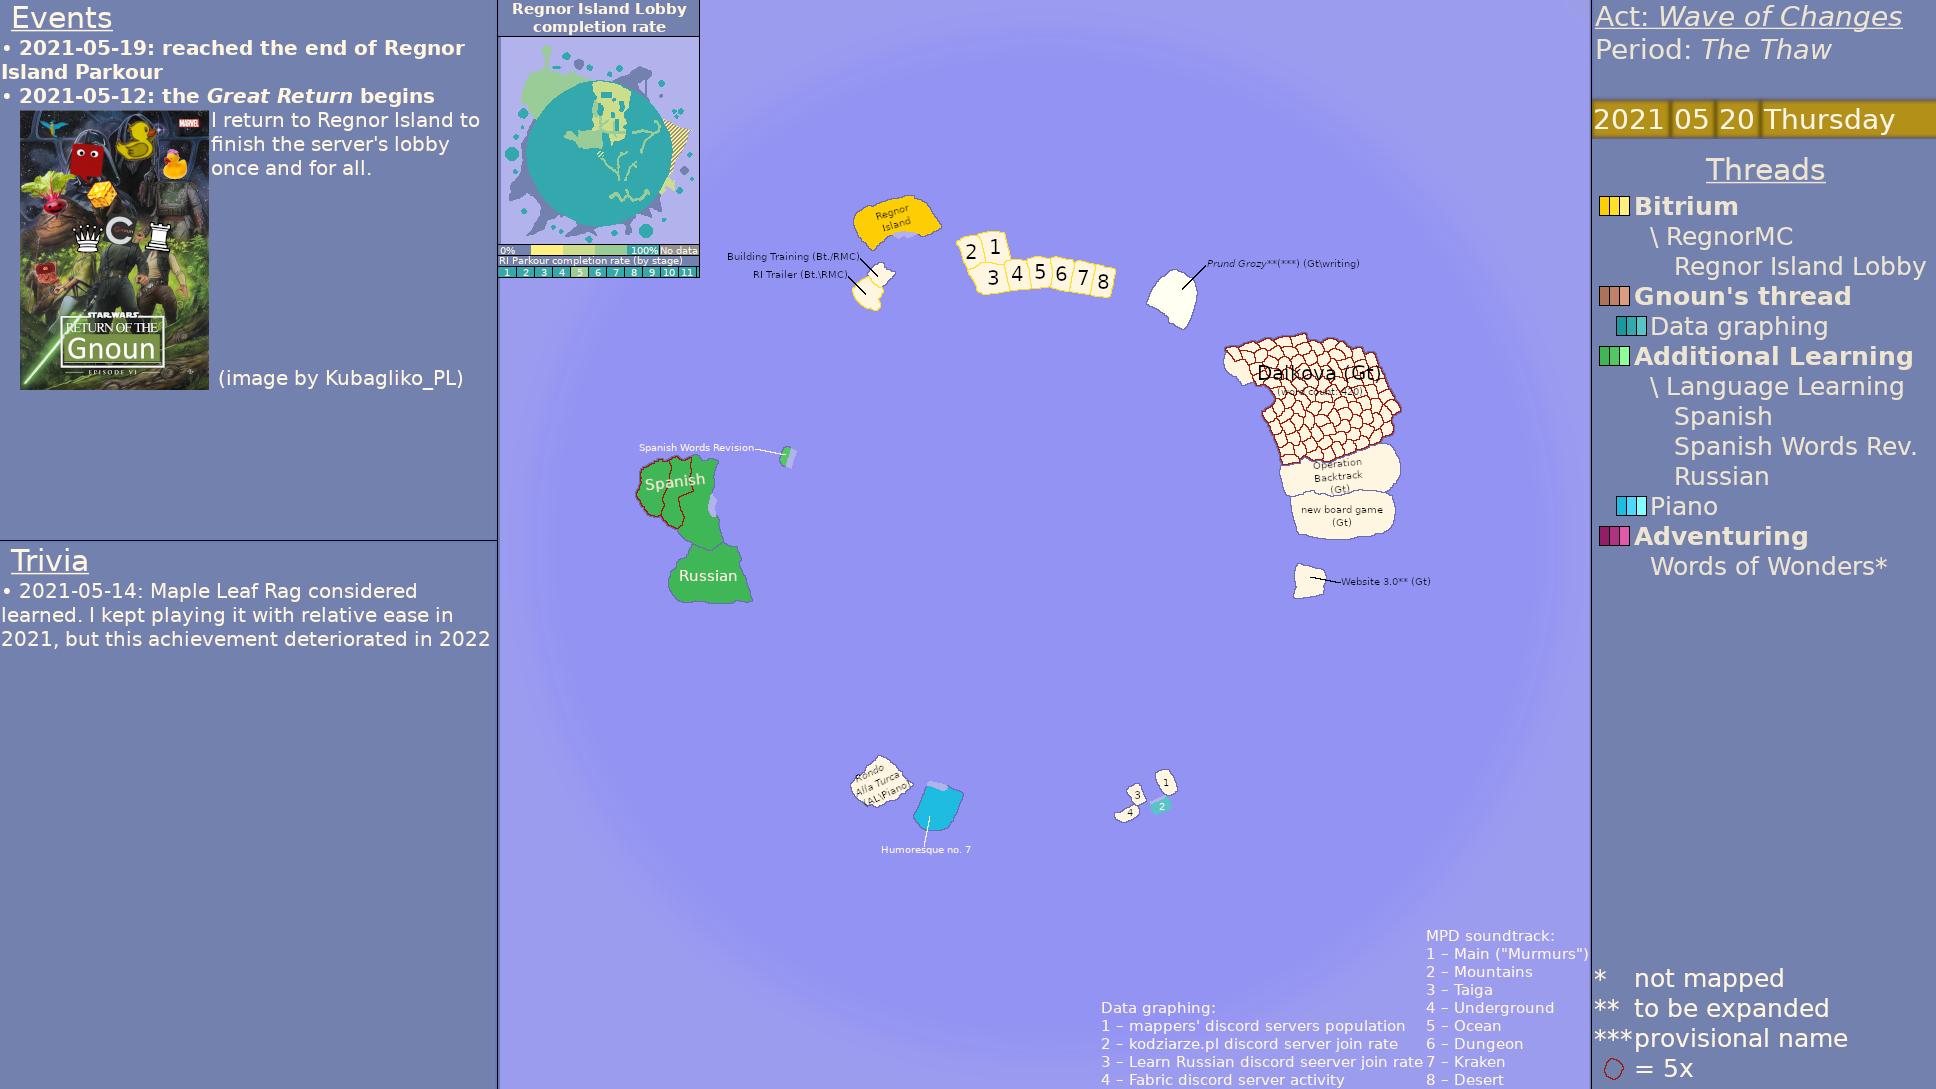 Events
• 2021-05-19: reached the end of Regnor
Island Parkour
• 2021-05-12: the Great Return begins
I return to Regnor Island to
finish the server's lobby
once and for all.
MARVEL
STAR WARS
RETURN OF THE
Gnoun
EPISODE VI
(image by Kubagliko_PL)
Trivia
• 2021-05-14: Maple Leaf Rag considered
learned. I kept playing it with relative ease in
2021, but this achievement deteriorated in 2022
Regnor Island Lobby
completion rate
0% 100% No data
RI Parkour completion rate (by stage)
1 2 3 4 5 6 7 8 9 10 11
Regnor
Island
Building Training (Bt./RMC)
RI Trailer (Bt.\RMC)
2 1
3 4 5 6 7 8
Prund Grozy**(***) (Gt\writing)
Daikova (Gt)
(word count: 420)
Operation
Backtrack
(Gt)
new board game
(Gt)
Website 3.0** (Gt)
Spanish Words Revision
Spanish
Russian
Rondo
Alla Turca
(AL\Piano)
Humoresque no. 7
1
3
2
4
Data graphing:
1 – mappers' discord servers population
2 – kodziarze.pl discord server join rate
3 – Learn Russian discord seerver join rate
4 – Fabric discord server activity
MPD soundtrack:
1 – Main ("Murmurs")
2 – Mountains
3 – Taiga
4 – Underground
5 – Ocean
6 – Dungeon
7 – Kraken
8 – Desert
Act: Wave of Changes
Period: The Thaw
2021 05 20 Thursday
Threads
Bitrium
\ RegnorMC
Regnor Island Lobby
Gnoun's thread
Data graphing
Additional Learning
\ Language Learning
Spanish
Spanish Words Rev.
Russian
Piano
Adventuring
Words of Wonders*
* not mapped
** to be expanded
*** provisional name
= 5x